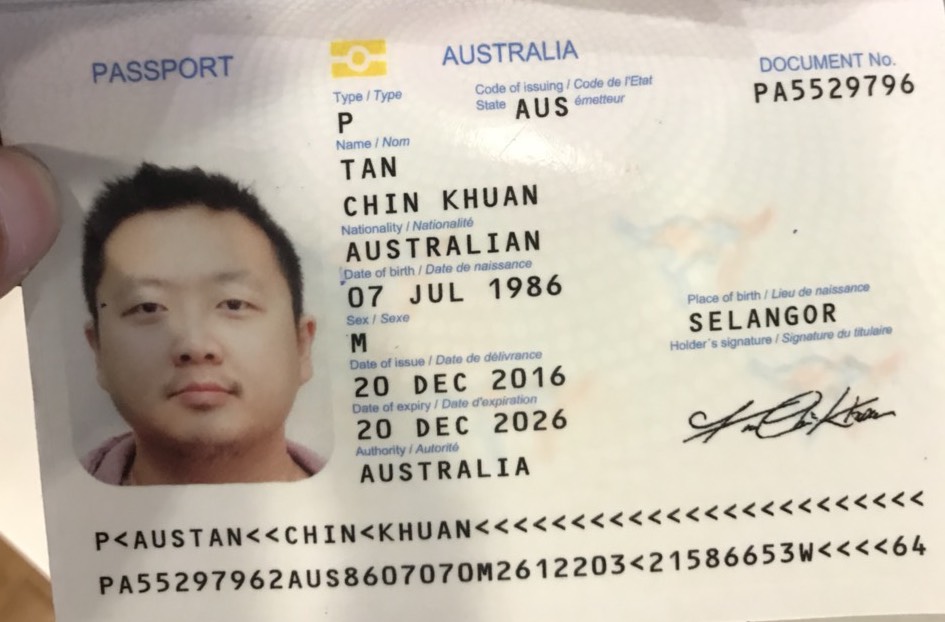 PASSPORT
AUSTRALIA
DOCUMENT No.
PA5529796
Type / Type
P
Code of issuing / Code de l'Etat
State AUS émetteur
Name / Nom
TAN
CHIN KHUAN
Nationality / Nationalité
AUSTRALIAN
Date of birth / Date de naissance
07 JUL 1986
Sex / Sexe
M
Place of birth / Lieu de naissance
SELANGOR
Holder's signature / Signature du titulaire
Date of issue / Date de délivrance
20 DEC 2016
Date of expiry / Date d'expiration
20 DEC 2026
Authority / Autorité
AUSTRALIA
P<AUSTAN<<CHIN<KHUAN<<<<<<<<<<<<<<<<<<<<<<<<
PA55297962AUS8607070M2612203<21586653W<<<<64